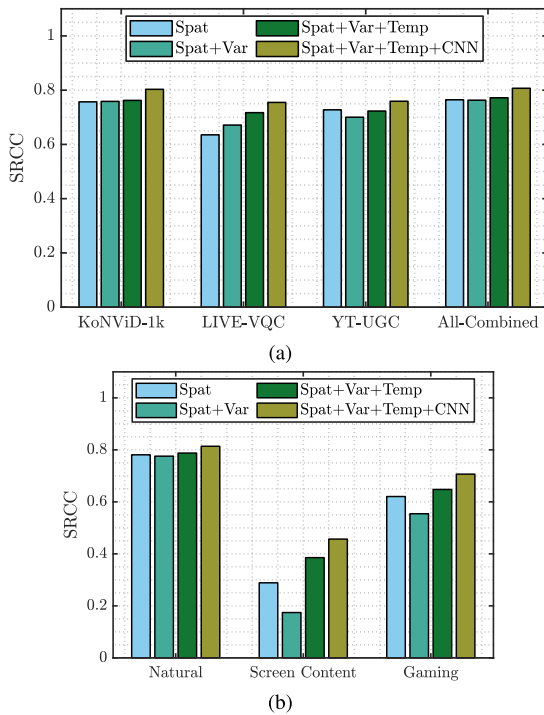 1
Spat
Spat+Var+Temp
Spat+Var
Spat+Var+Temp+CNN
0.8
0.6
0.4
0.2
0
SRCC
KoNViD-1k LIVE-VQC YT-UGC All-Combined
(a)
1
Spat
Spat+Var+Temp
Spat+Var
Spat+Var+Temp+CNN
0.8
0.6
0.4
0.2
0
SRCC
Natural Screen Content Gaming
(b)